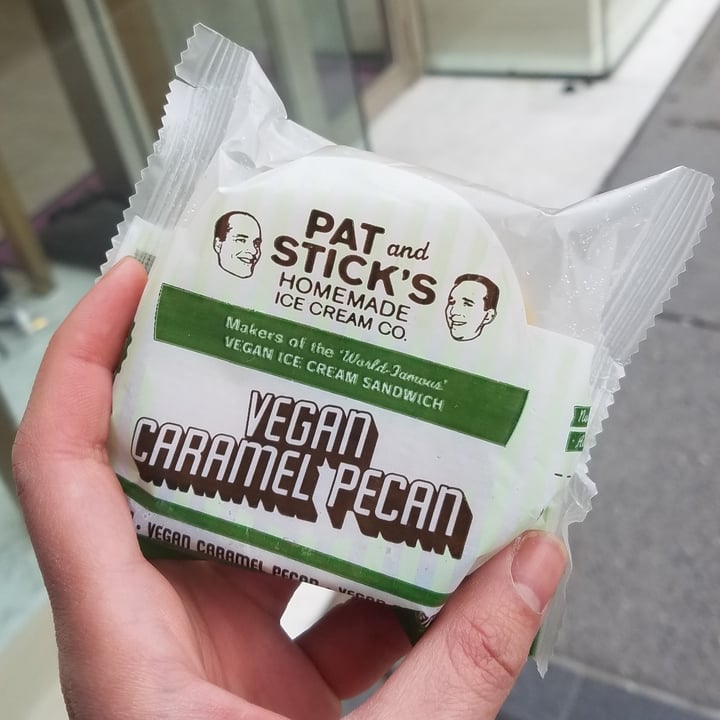 PAT and
STICK'S
HOMEMADE
ICE CREAM CO.
Makers of the 'World-Famous'
VEGAN ICE CREAM SANDWICH
VEGAN
CARAMEL PECAN
• VEGAN CARAMEL PECAN